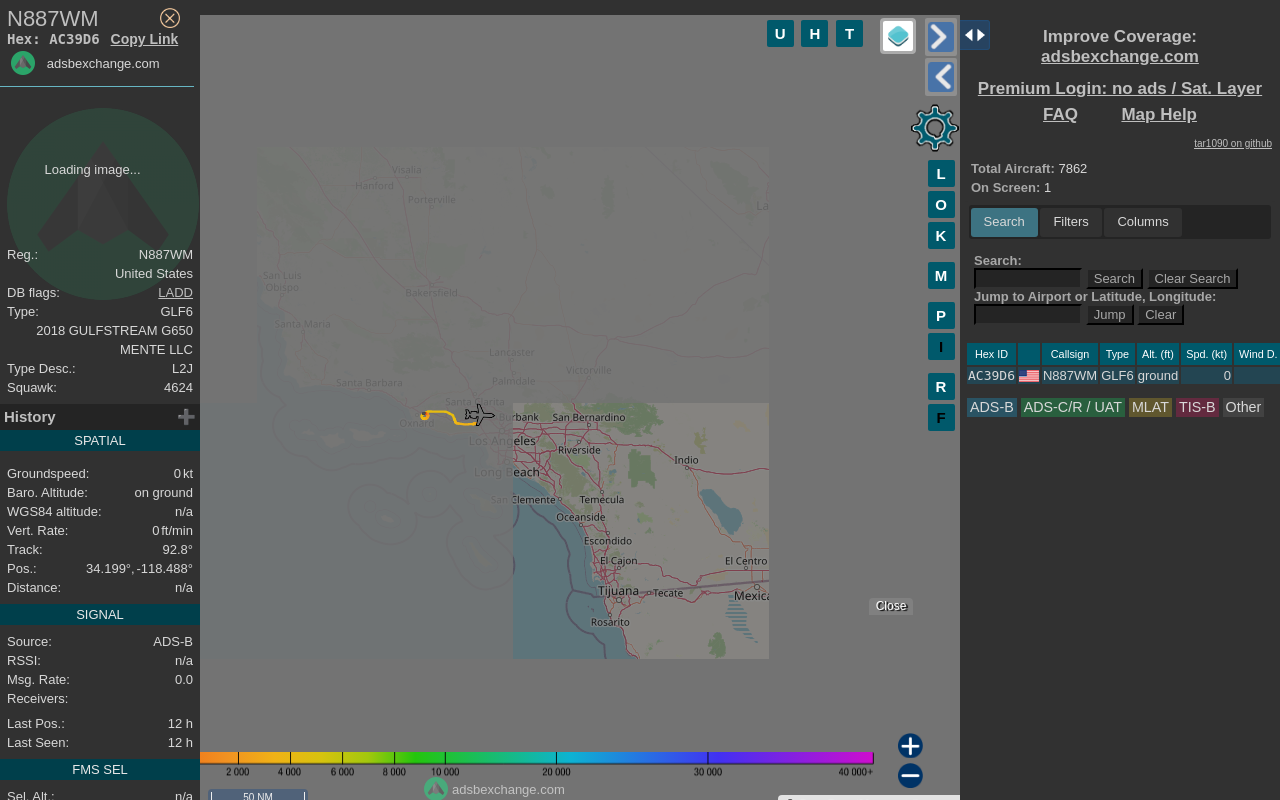 N887WM
Hex: AC39D6 Copy Link
adsbexchange.com
Loading image...
Reg.: N887WM
United States
DB flags: LADD
Type: GLF6
2018 GULFSTREAM G650
MENTE LLC
Type Desc.: L2J
Squawk: 4624
History
SPATIAL
Groundspeed: 0 kt
Baro. Altitude: on ground
WGS84 altitude: n/a
Vert. Rate: 0 ft/min
Track: 92.8°
Pos.: 34.199°, -118.488°
Distance: n/a
SIGNAL
Source: ADS-B
RSSI: n/a
Msg. Rate: 0.0
Receivers:
Last Pos.: 12 h
Last Seen: 12 h
FMS SEL
Sel. Alt.: n/a
U H T
L
O
K
M
P
I
R
F
Visalia
Hanford
Porterville
La
San Luis
Obispo
Bakersfield
Santa Maria
Lancaster
Victorville
Palmdale
Santa Barbara
Santa Clarita
Oxnard
Burbank
San Bernardino
Los Angeles
Riverside
Indio
Long Beach
San Clemente
Temecula
Oceanside
Escondido
El Cajon
El Centro
Tijuana
Tecate
Mexica
Rosarito
Close
2 000 4 000 6 000 8 000 10 000 20 000 30 000 40 000+
adsbexchange.com
50 NM
Improve Coverage:
adsbexchange.com
Premium Login: no ads / Sat. Layer
FAQ Map Help
tar1090 on github
Total Aircraft: 7862
On Screen: 1
Search Filters Columns
Search:
Search Clear Search
Jump to Airport or Latitude, Longitude:
Jump Clear
Hex ID Callsign Type Alt. (ft) Spd. (kt) Wind D.
AC39D6 N887WM GLF6 ground 0
ADS-B ADS-C/R / UAT MLAT TIS-B Other